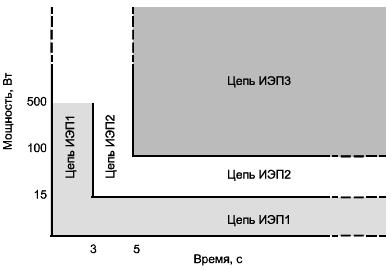 Мощность, Вт
500
100
15
Цепь ИЭП1
Цепь ИЭП2
Цепь ИЭП3
Цепь ИЭП2
Цепь ИЭП1
3
5
Время, с